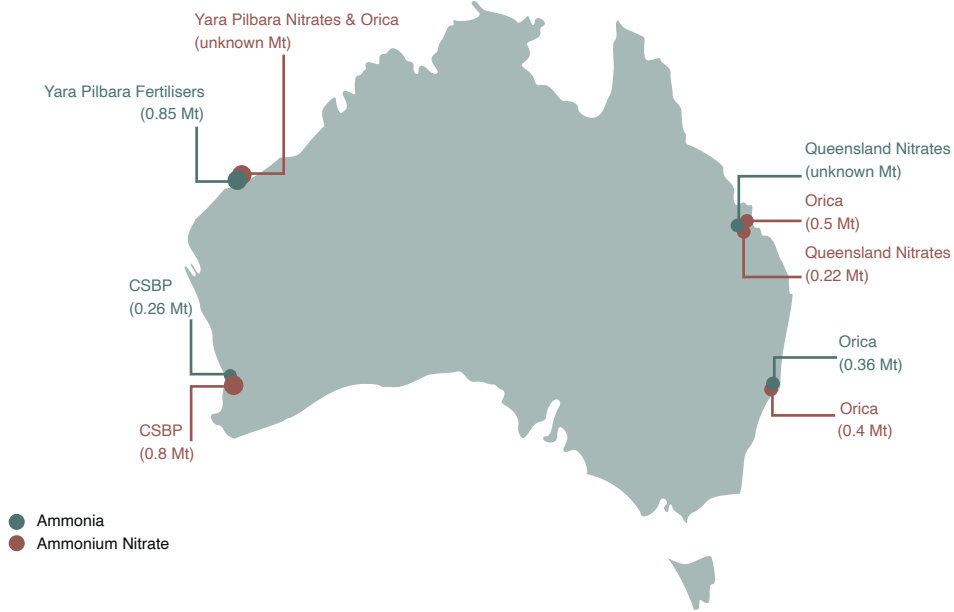 Yara Pilbara Nitrates & Orica
(unknown Mt)
Yara Pilbara Fertilisers
(0.85 Mt)
Queensland Nitrates
(unknown Mt)
Orica
(0.5 Mt)
Queensland Nitrates
(0.22 Mt)
CSBP
(0.26 Mt)
Orica
(0.36 Mt)
Orica
(0.4 Mt)
CSBP
(0.8 Mt)
Ammonia
Ammonium Nitrate